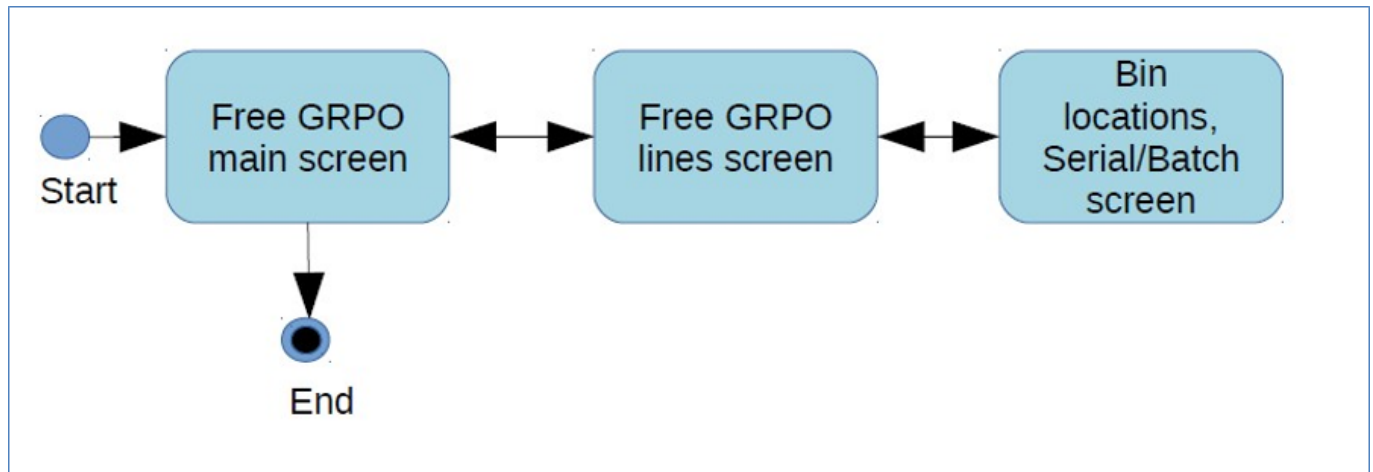 Start
Free GRPO
main screen
Free GRPO
lines screen
Bin
locations,
Serial/Batch
screen
End